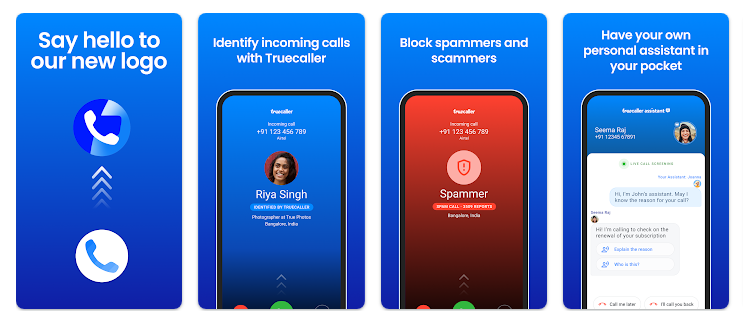 Say hello to
our new logo
Identify incoming calls
with Truecaller
truecaller
Incoming call
+91 123 456 789
Airtel
Riya Singh
IDENTIFIED BY TRUECALLER
Photographer at True Photos
Bangalore, India
Block spammers and
scammers
truecaller
Incoming call
+91 123 456 789
Airtel
Spammer
SPAM CALL · 2509 REPORTS
Bangalore, India
Have your own
personal assistant in
your pocket
truecaller assistant
Seema Raj
+91 12345 67891
LIVE CALL SCREENING
Your Assistant Joanna
Hi, I'm John's assistant. May I
know the reason for your call?
Seema Raj
Hi! I'm calling to check on the
renewal of your subscription
Explain the reason
Who is this?
Call me later
I'll call you back